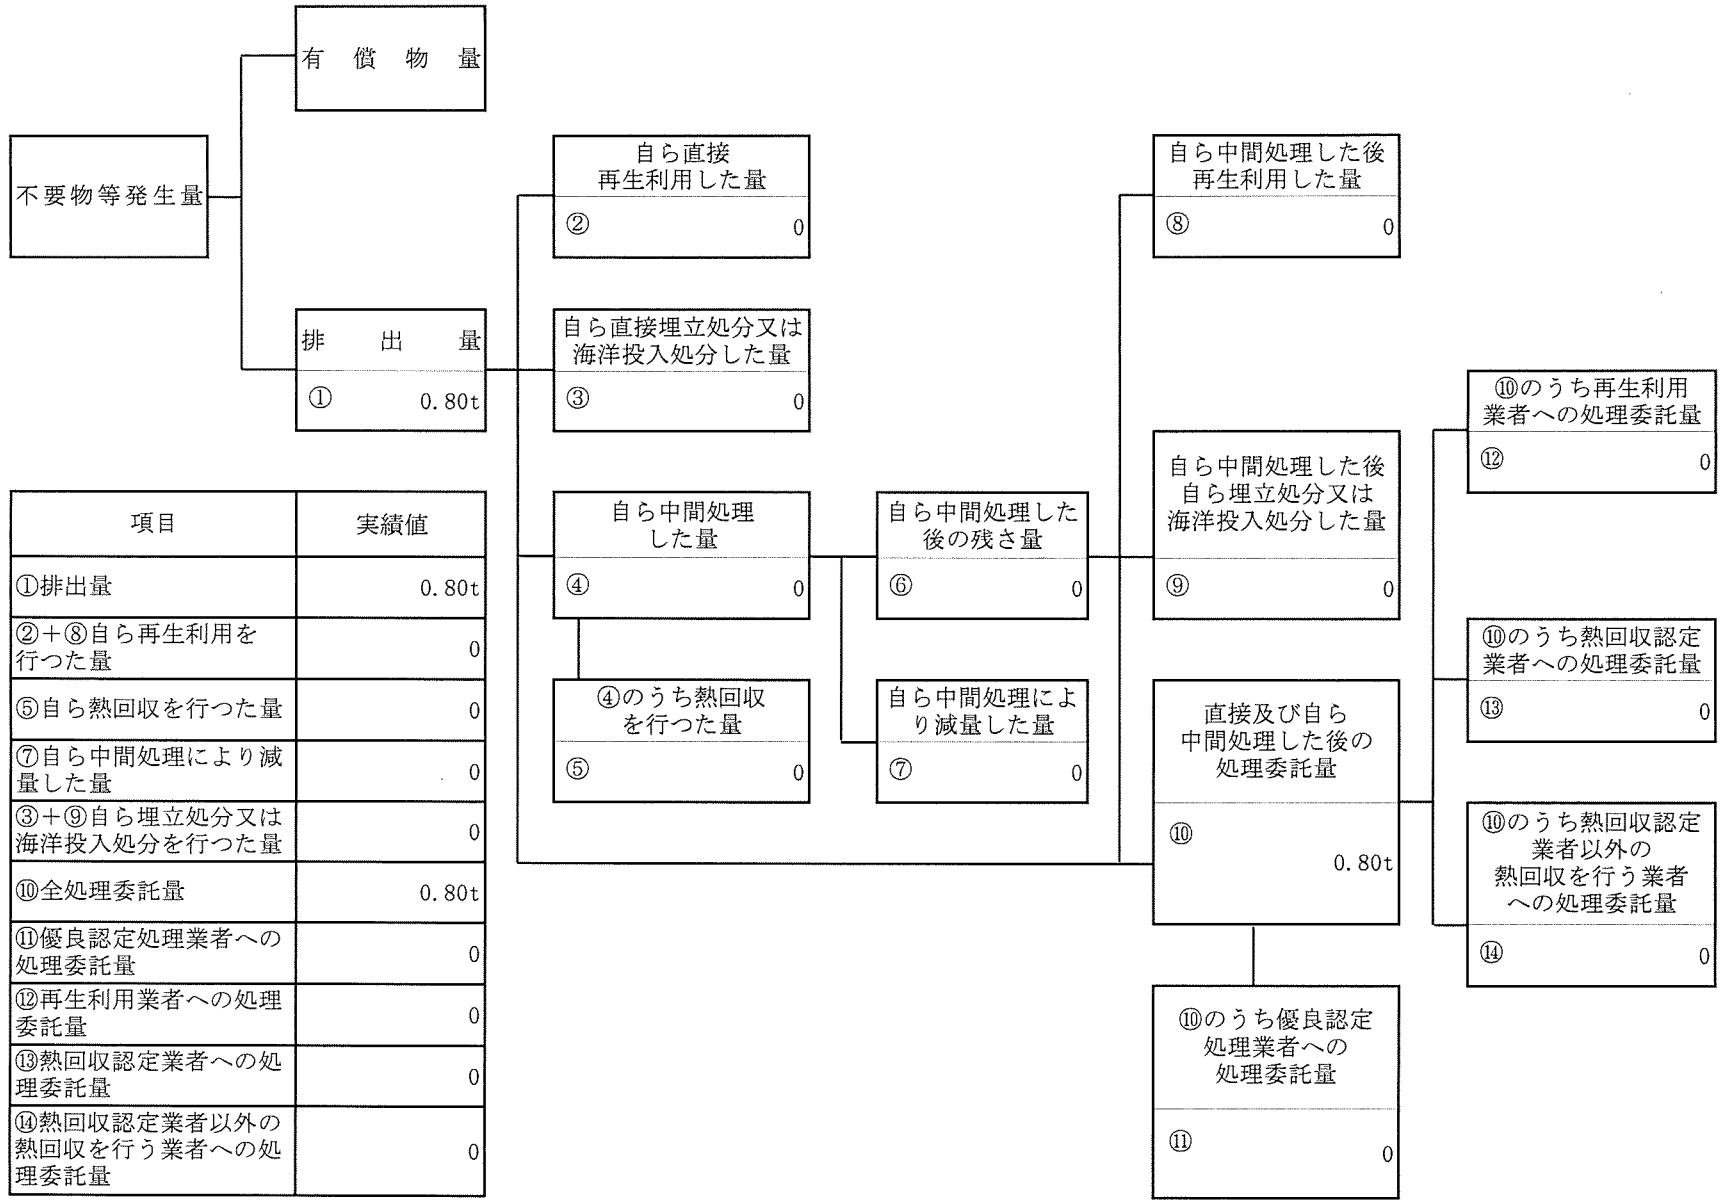 有償物量
不要物等発生量
排出量
① 0.80t
自ら直接
再生利用した量
② 0
自ら直接埋立処分又は
海洋投入処分した量
③ 0
自ら中間処理
した量
④ 0
④のうち熱回収
を行つた量
⑤ 0
自ら中間処理した
後の残さ量
⑥ 0
自ら中間処理によ
り減量した量
⑦ 0
自ら中間処理した後
再生利用した量
⑧ 0
自ら中間処理した後
自ら埋立処分又は
海洋投入処分した量
⑨ 0
直接及び自ら
中間処理した後の
処理委託量
⑩
0.80t
⑩のうち優良認定
処理業者への
処理委託量
⑪ 0
⑩のうち再生利用
業者への処理委託量
⑫ 0
⑩のうち熱回収認定
業者への処理委託量
⑬ 0
⑩のうち熱回収認定
業者以外の
熱回収を行う業者
への処理委託量
⑭ 0
項目 実績値
①排出量 0.80t
②＋⑧自ら再生利用を
行つた量 0
⑤自ら熱回収を行つた量 0
⑦自ら中間処理により減
量した量 0
③＋⑨自ら埋立処分又は
海洋投入処分を行つた量 0
⑩全処理委託量 0.80t
⑪優良認定処理業者への
処理委託量 0
⑫再生利用業者への処理
委託量 0
⑬熱回収認定業者への処
理委託量 0
⑭熱回収認定業者以外の
熱回収を行う業者への処
理委託量 0